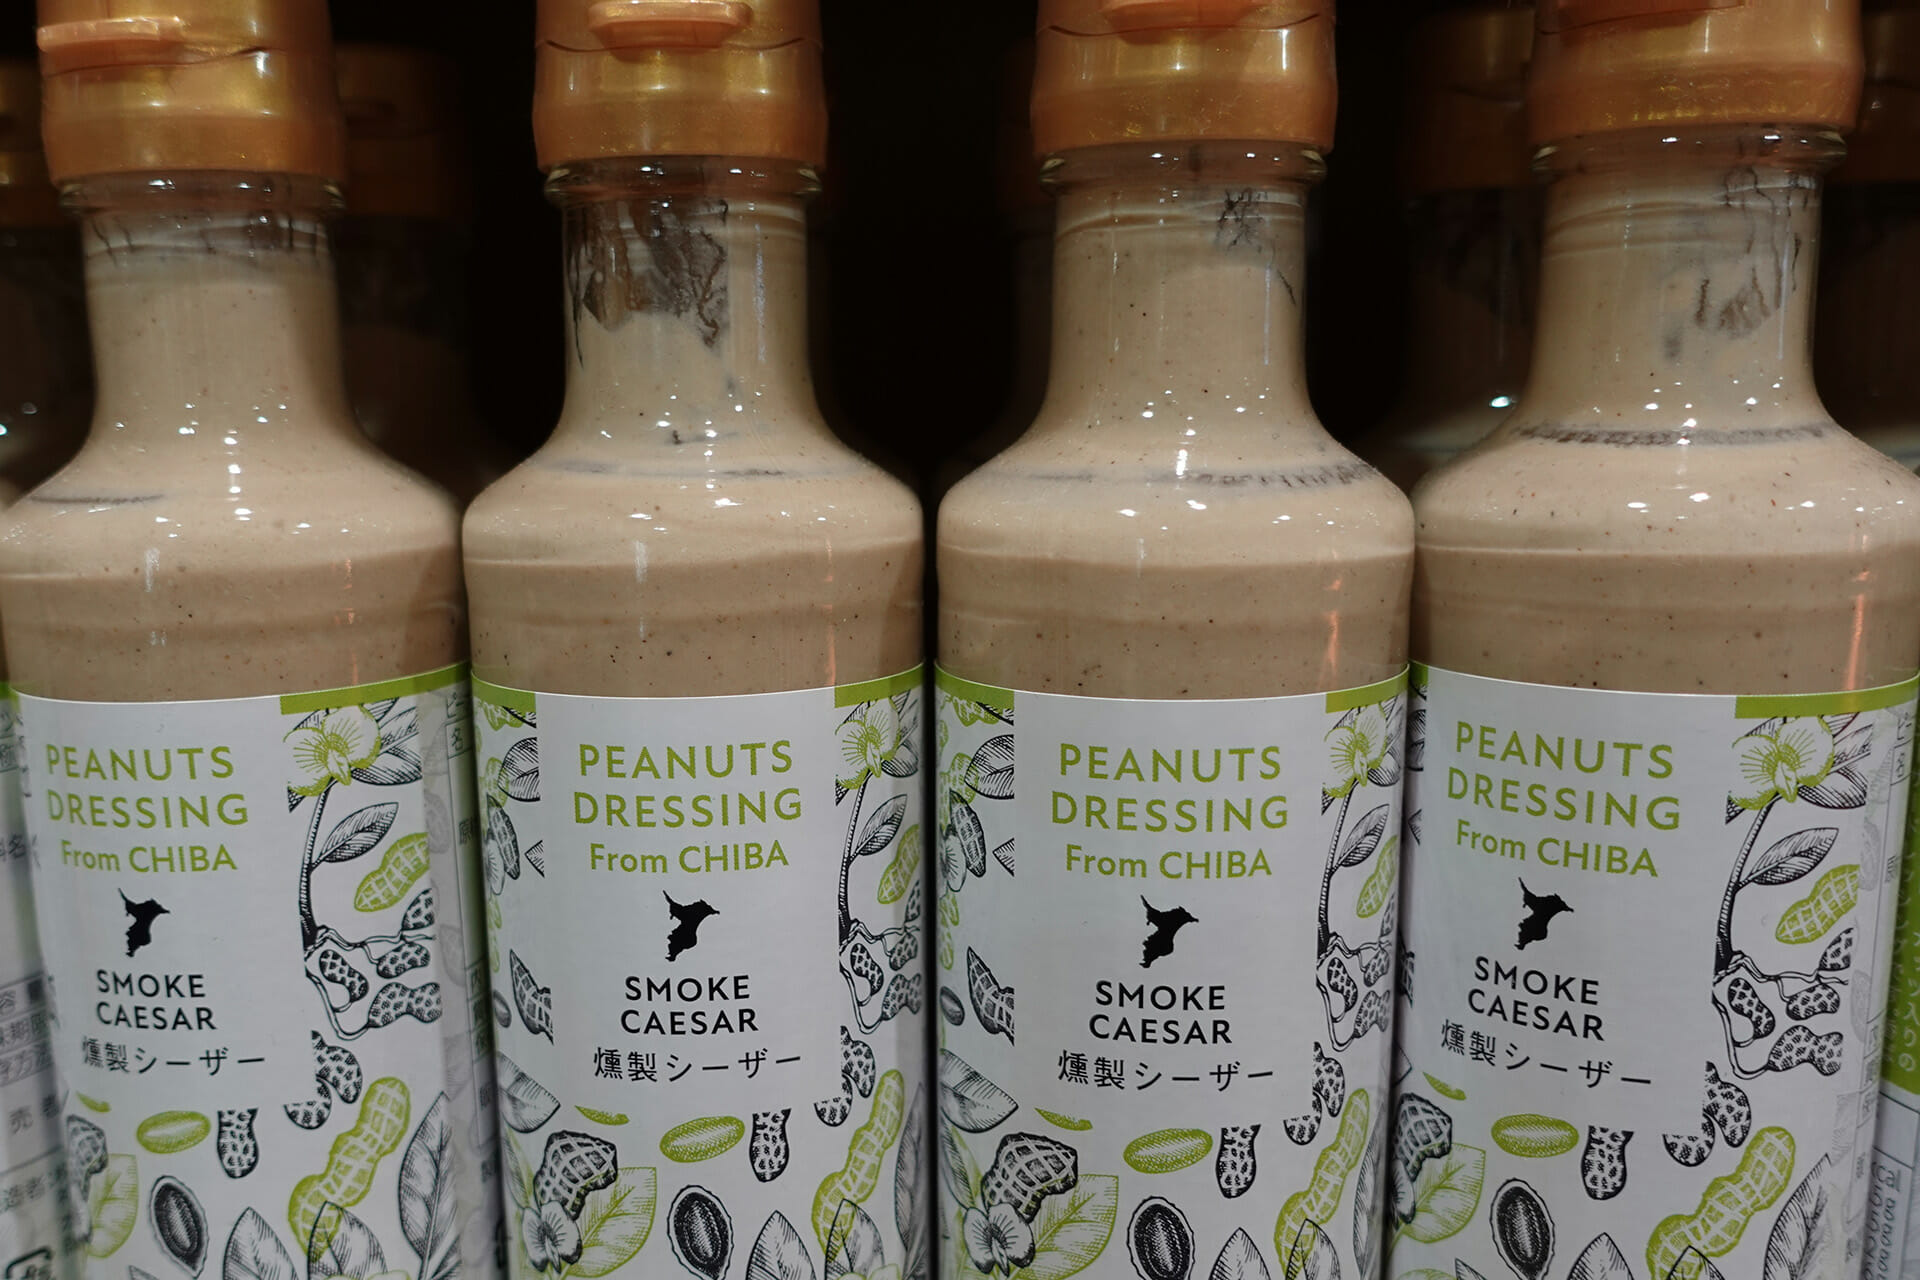 PEANUTS
DRESSING
From CHIBA
SMOKE
CAESAR
燻製シーザー
PEANUTS
DRESSING
From CHIBA
SMOKE
CAESAR
燻製シーザー
PEANUTS
DRESSING
From CHIBA
SMOKE
CAESAR
燻製シーザー
PEANUTS
DRESSING
From CHIBA
SMOKE
CAESAR
燻製シーザー